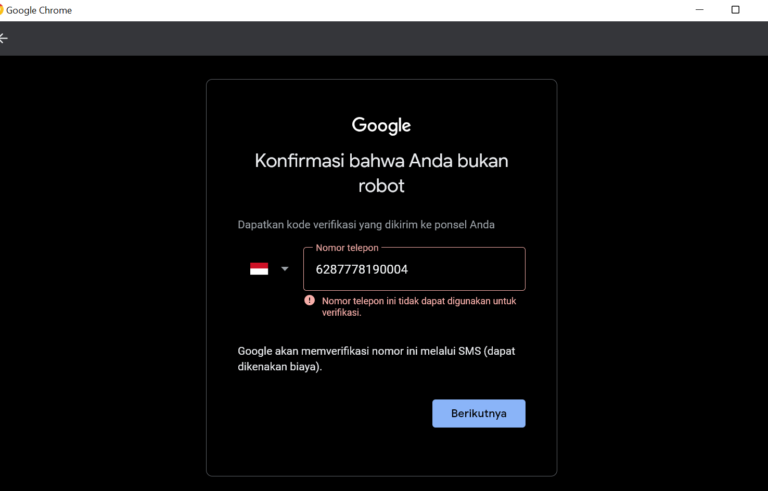 Google Chrome
Google
Konfirmasi bahwa Anda bukan
robot
Dapatkan kode verifikasi yang dikirim ke ponsel Anda
Nomor telepon
6287778190004
Nomor telepon ini tidak dapat digunakan untuk
verifikasi.
Google akan memverifikasi nomor ini melalui SMS (dapat
dikenakan biaya).
Berikutnya